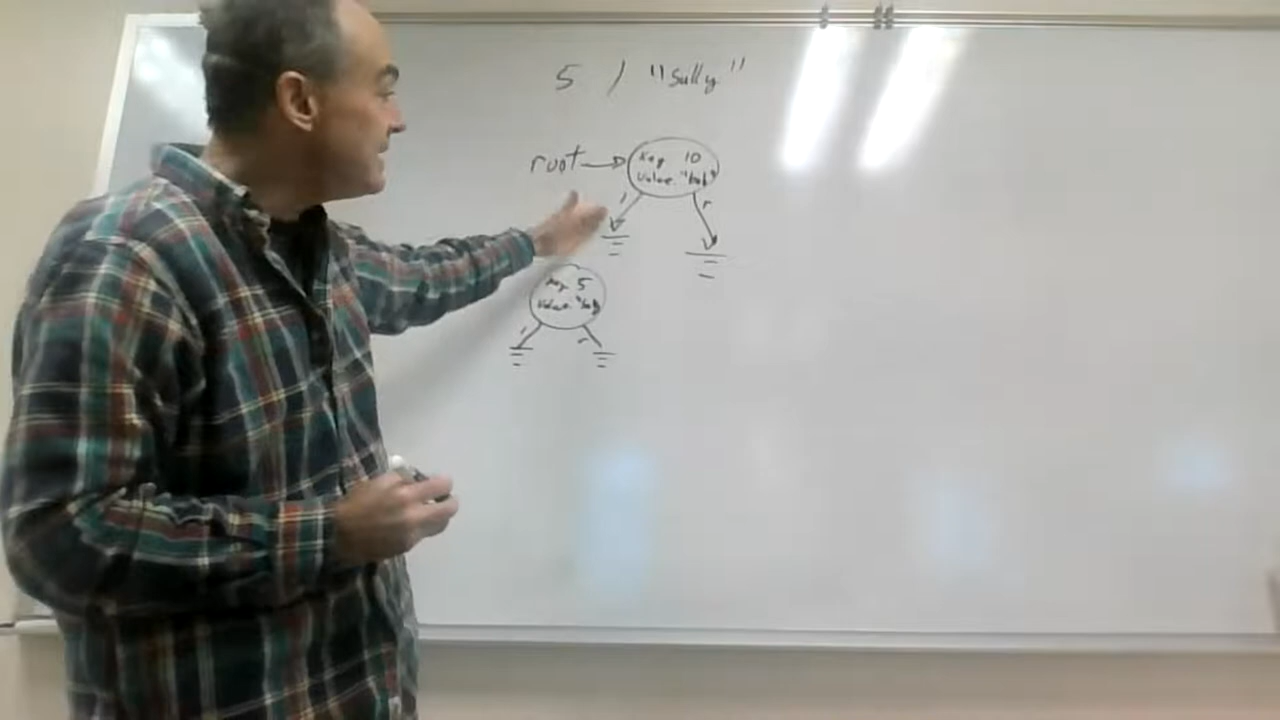 5 / "Sully"
root
Key 10
Value: "bob"
l r
Key 5
Value: "bob"
l r